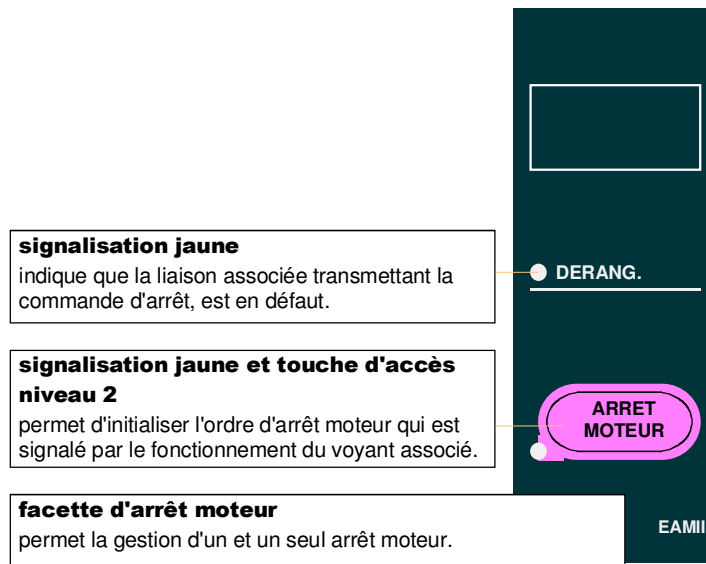 signalisation jaune
indique que la liaison associée transmettant la
commande d'arrêt, est en défaut.
DERANG.
signalisation jaune et touche d'accès
niveau 2
permet d'initialiser l'ordre d'arrêt moteur qui est
signalé par le fonctionnement du voyant associé.
ARRET
MOTEUR
facette d'arrêt moteur
permet la gestion d'un et un seul arrêt moteur.